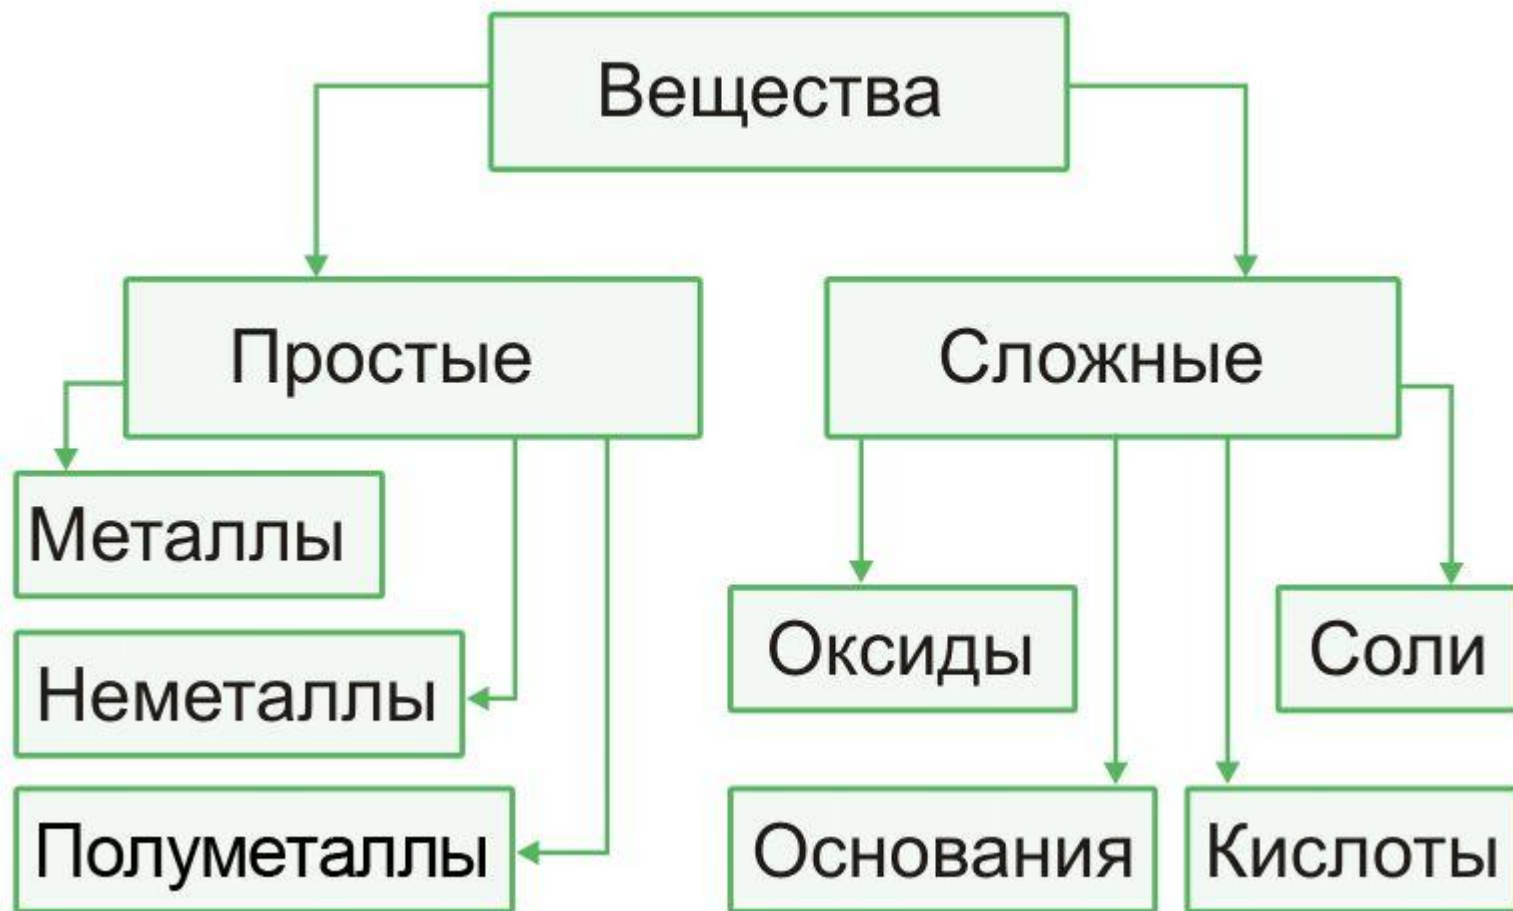 Вещества
Простые
Сложные
Металлы
Неметаллы
Полуметаллы
Оксиды
Соли
Основания
Кислоты